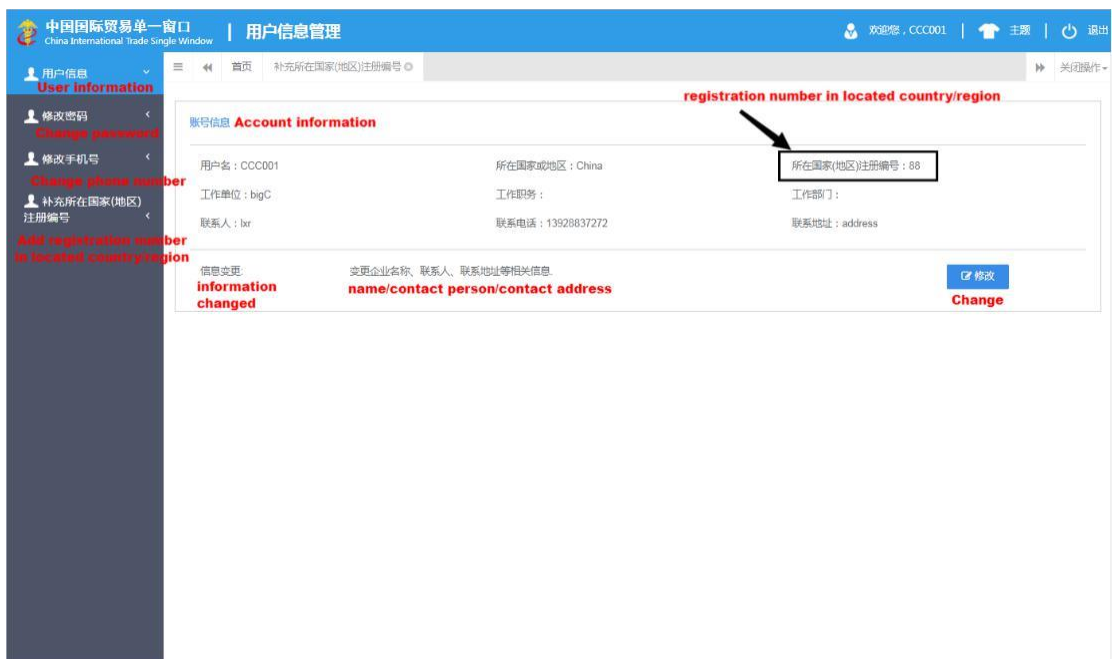 中国国际贸易单一窗口
China International Trade Single Window
用户信息管理
欢迎您，CCC001
主题
退出
用户信息
User information
首页
补充所在国家(地区)注册编号
关闭操作
修改密码
Change password
修改手机号
Change phone number
补充所在国家(地区)
注册编号
Add registration number
in located country/region
registration number in located country/region
账号信息 Account information
用户名：CCC001
所在国家或地区：China
所在国家(地区)注册编号：88
工作单位：bigC
工作职务：
工作部门：
联系人：lxr
联系电话：13928837272
联系地址：address
信息变更:
变更企业名称、联系人、联系地址等相关信息.
修改
information
changed
name/contact person/contact address
Change